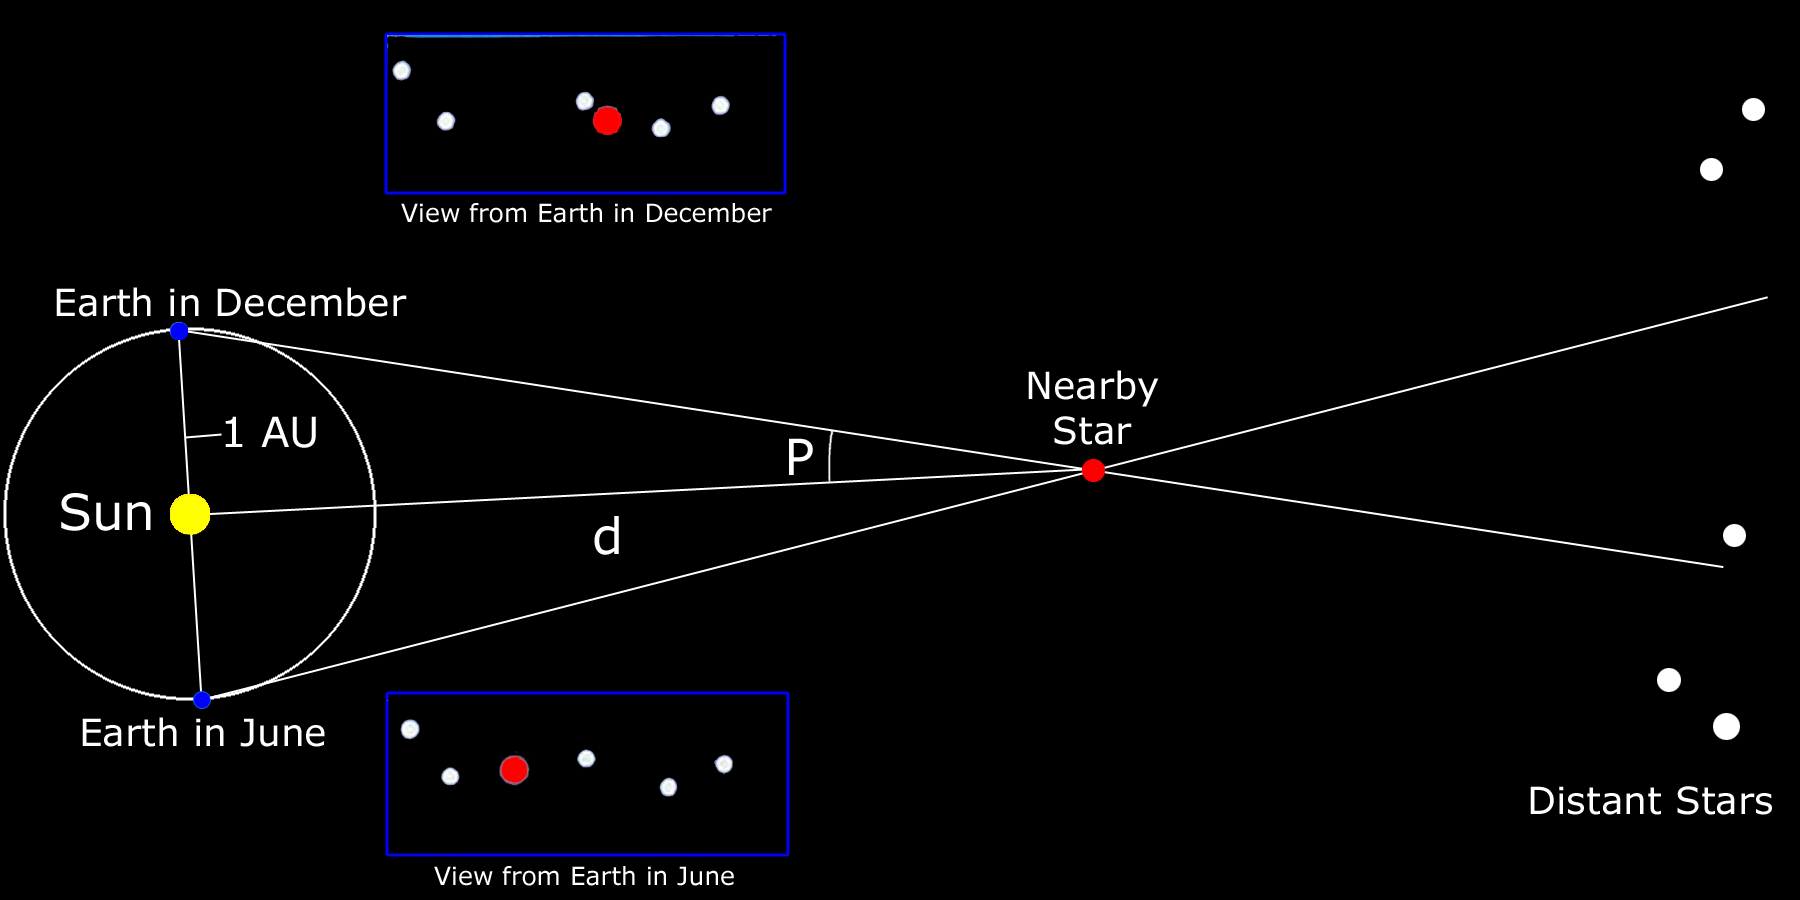 View from Earth in December
Earth in December
1 AU
Nearby
Star
P
Sun
d
Earth in June
Distant Stars
View from Earth in June